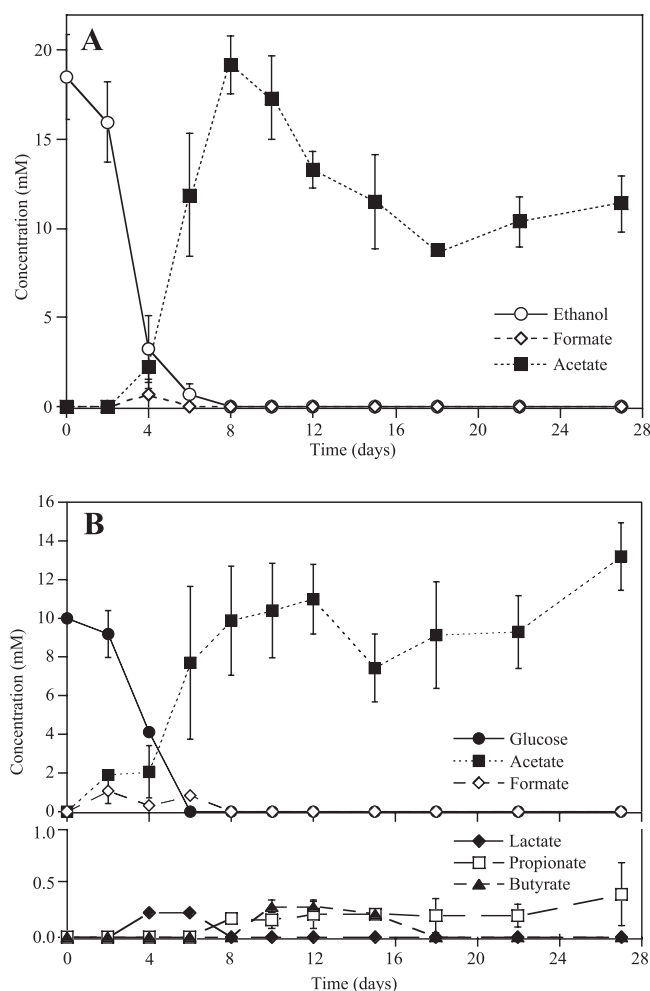 A
20
15
10
5
0
Concentration (mM)
Ethanol
Formate
Acetate
0 4 8 12 16 20 24 28
Time (days)
B
16
14
12
10
8
6
4
2
0
Concentration (mM)
Glucose
Acetate
Formate
1.0
0.5
0.0
Lactate
Propionate
Butyrate
0 4 8 12 16 20 24 28
Time (days)